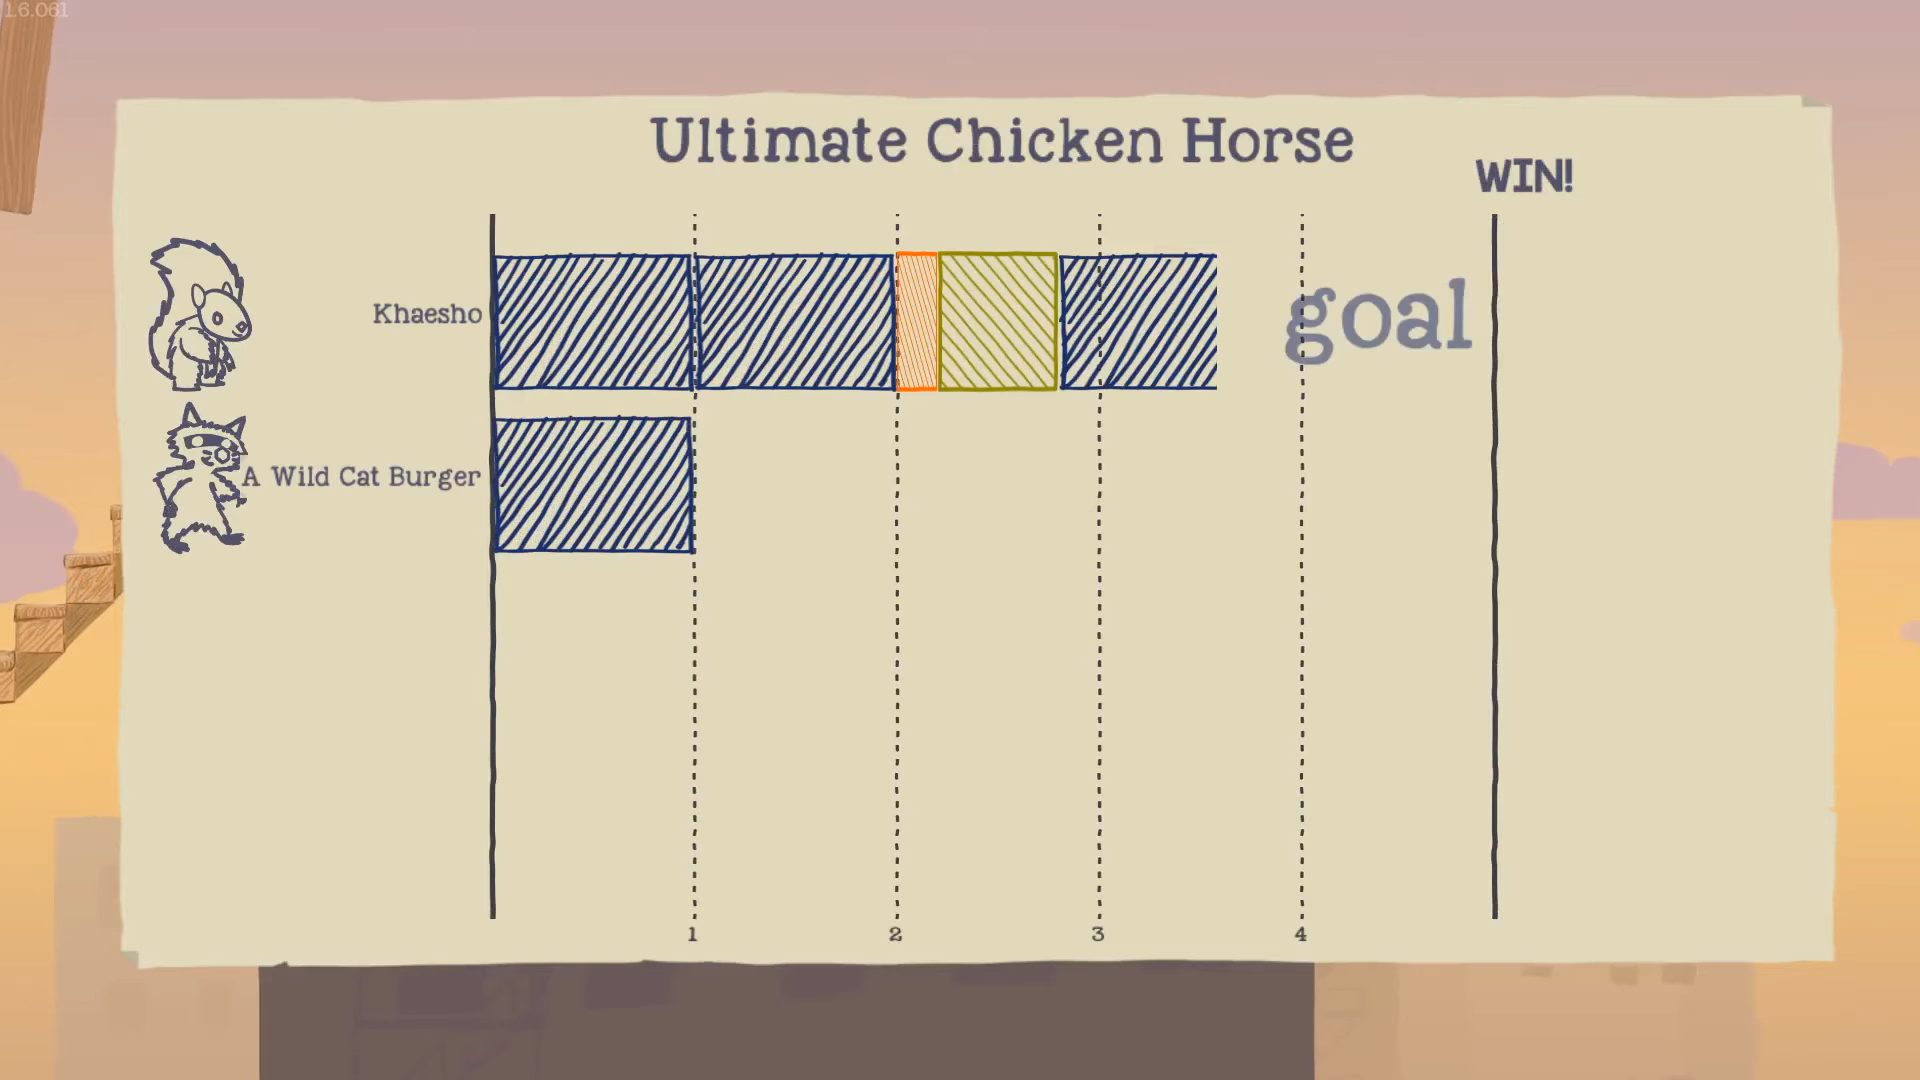 1.6.061
Ultimate Chicken Horse
WIN!
Khaesho
goal
A Wild Cat Burger
1 2 3 4